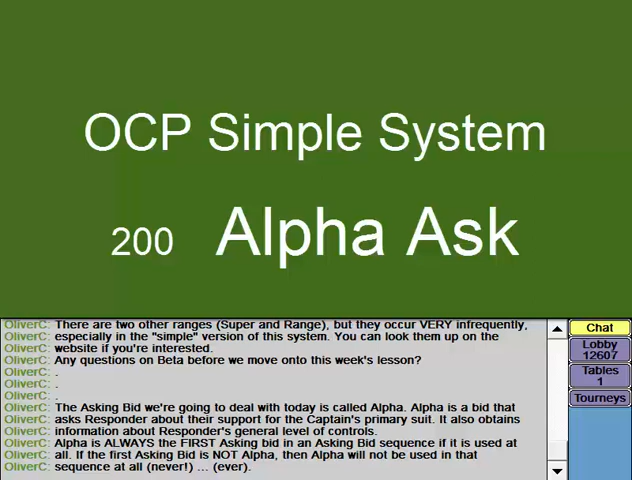 OCP Simple System
200 Alpha Ask
OliverC: There are two other ranges (Super and Range), but they occur VERY infrequently,
OliverC: especially in the "simple" version of this system. You can look them up on the
OliverC: website if you're interested.
OliverC: Any questions on Beta before we move onto this week's lesson?
OliverC: .
OliverC: .
OliverC: .
OliverC: The Asking Bid we're going to deal with today is called Alpha. Alpha is a bid that
OliverC: asks Responder about their support for the Captain's primary suit. It also obtains
OliverC: information about Responder's general level of controls.
OliverC: Alpha is ALWAYS the FIRST Asking bid in an Asking Bid sequence if it is used at
OliverC: all. If the first Asking Bid is NOT Alpha, then Alpha will not be used in that
OliverC: sequence at all (never!) ... (ever).
Chat
Lobby
12607
Tables
1
Tourneys